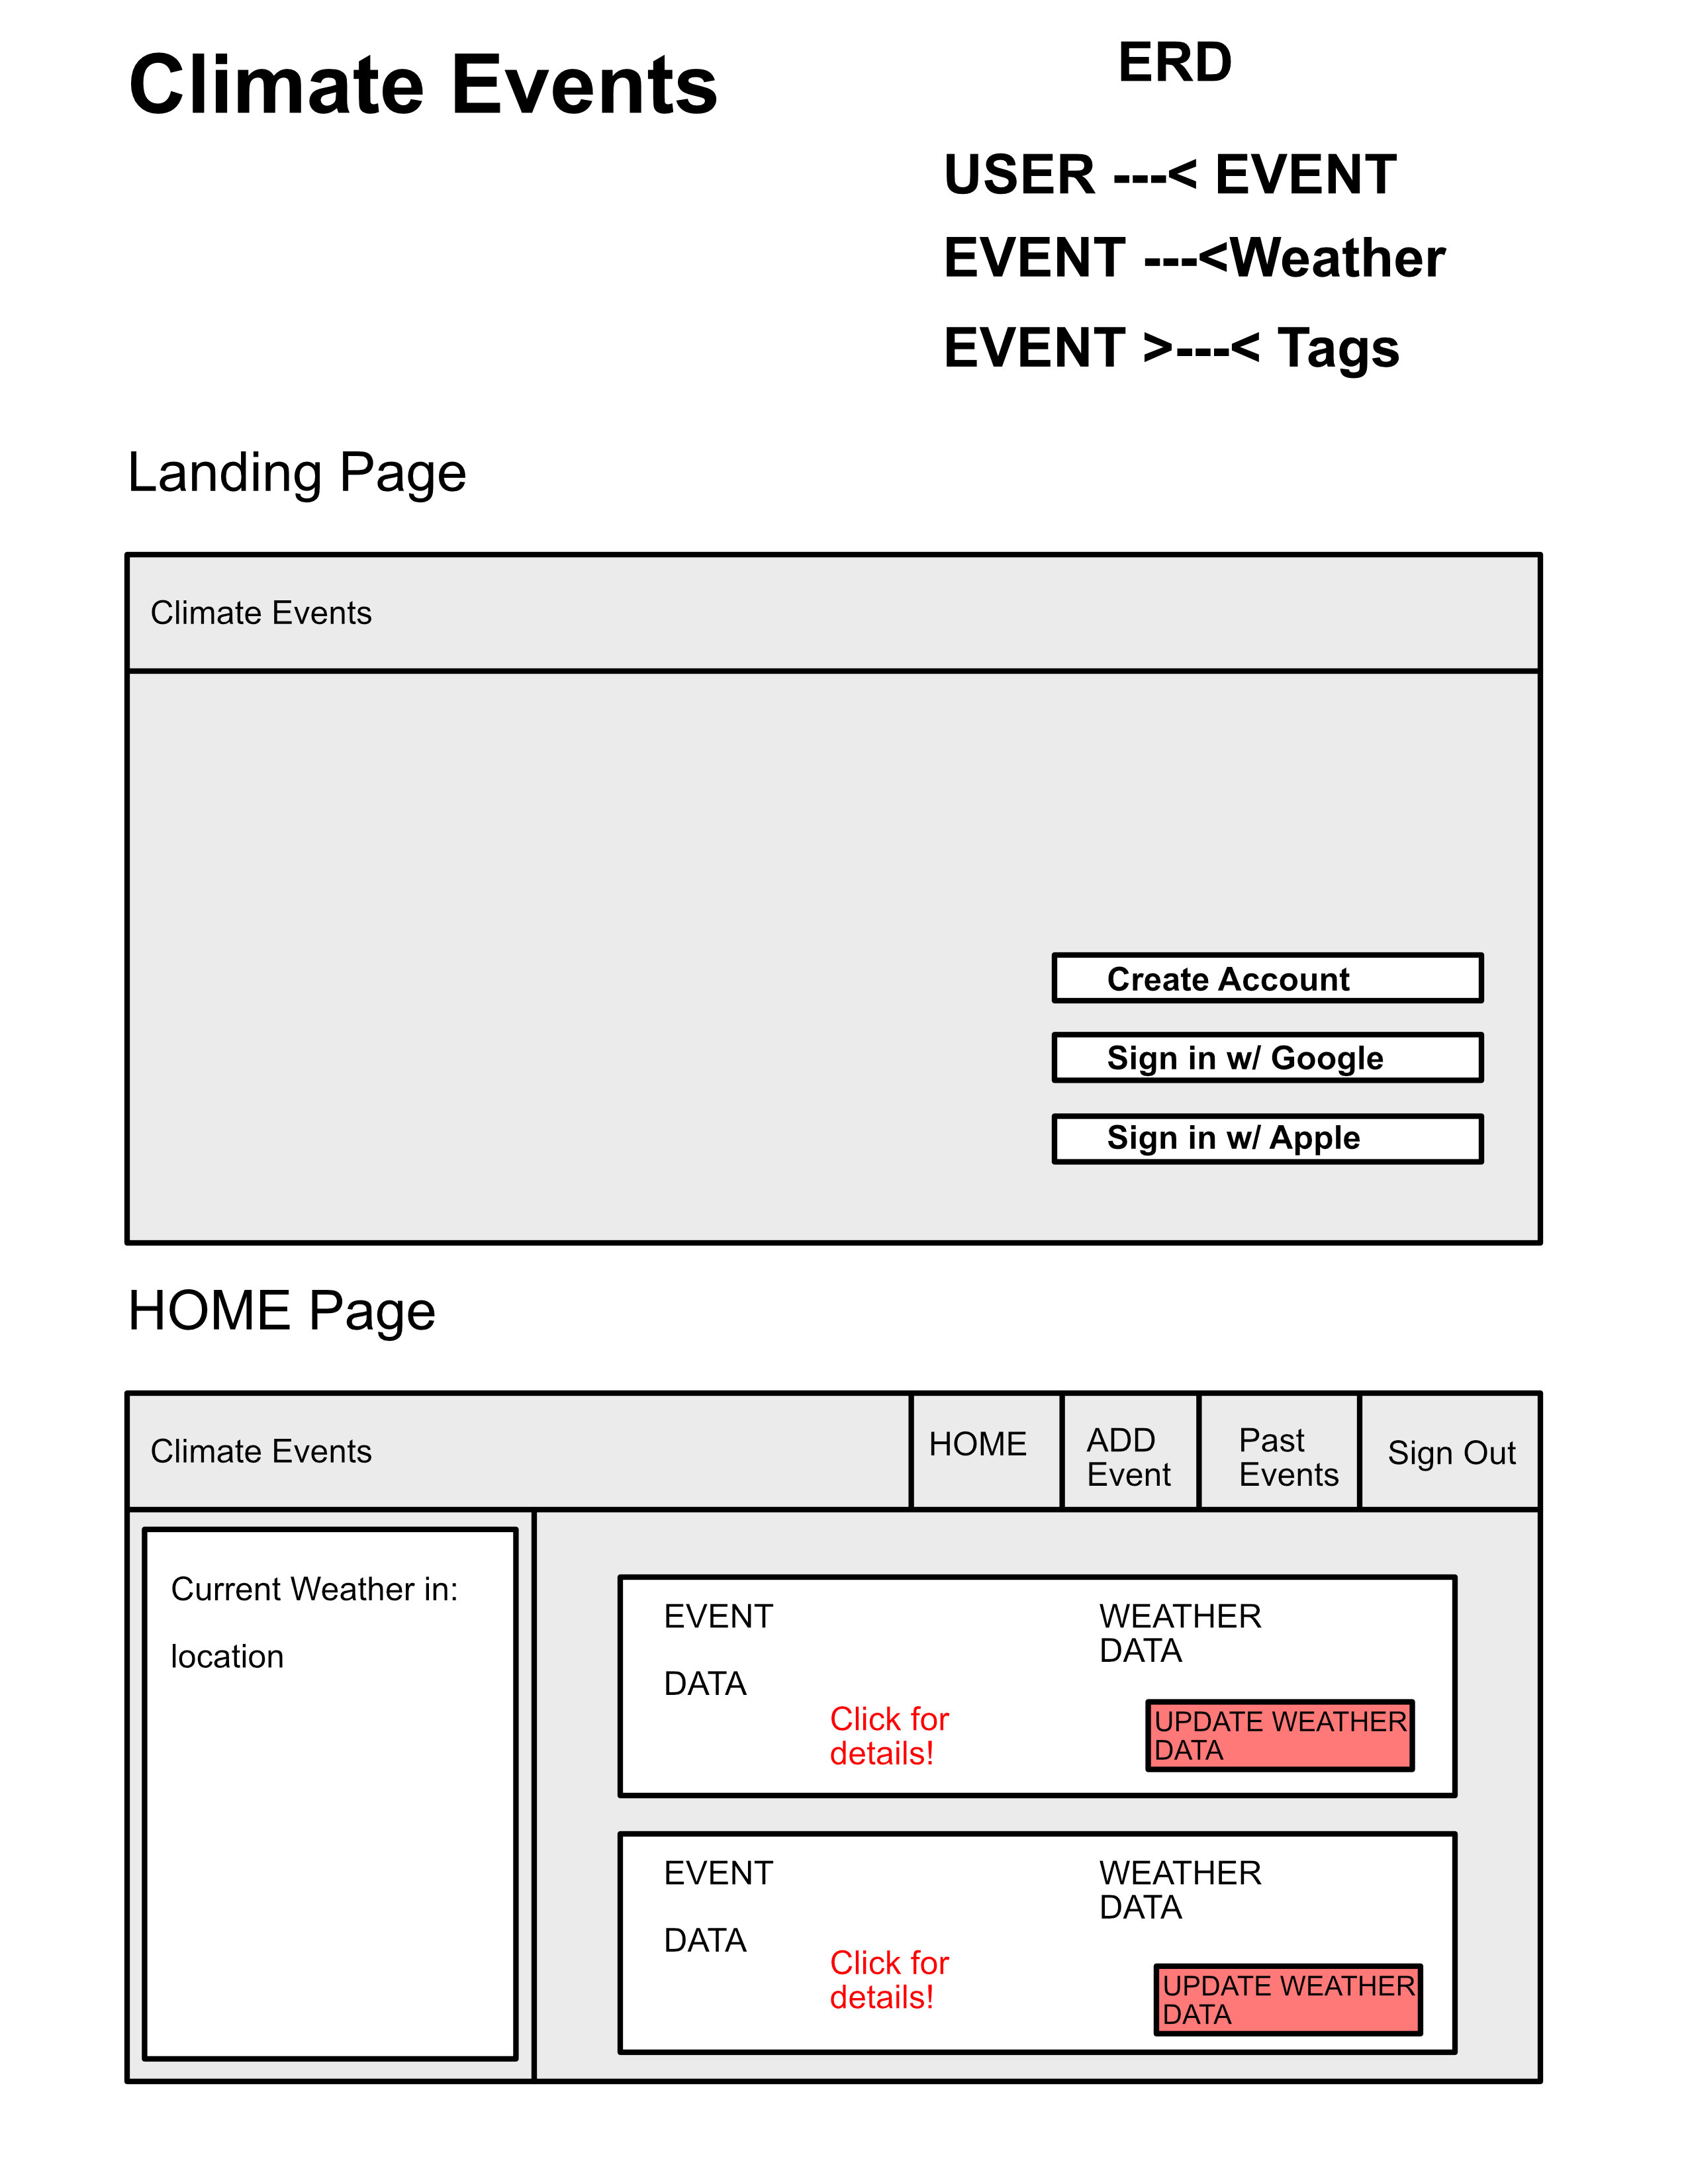 Climate Events
ERD
USER ---< EVENT
EVENT ---<Weather
EVENT >---< Tags
Landing Page
Climate Events
Create Account
Sign in w/ Google
Sign in w/ Apple
HOME Page
Climate Events
HOME
ADD
Event
Past
Events
Sign Out
Current Weather in:
location
EVENT
DATA
Click for
details!
WEATHER
DATA
UPDATE WEATHER
DATA
EVENT
DATA
Click for
details!
WEATHER
DATA
UPDATE WEATHER
DATA